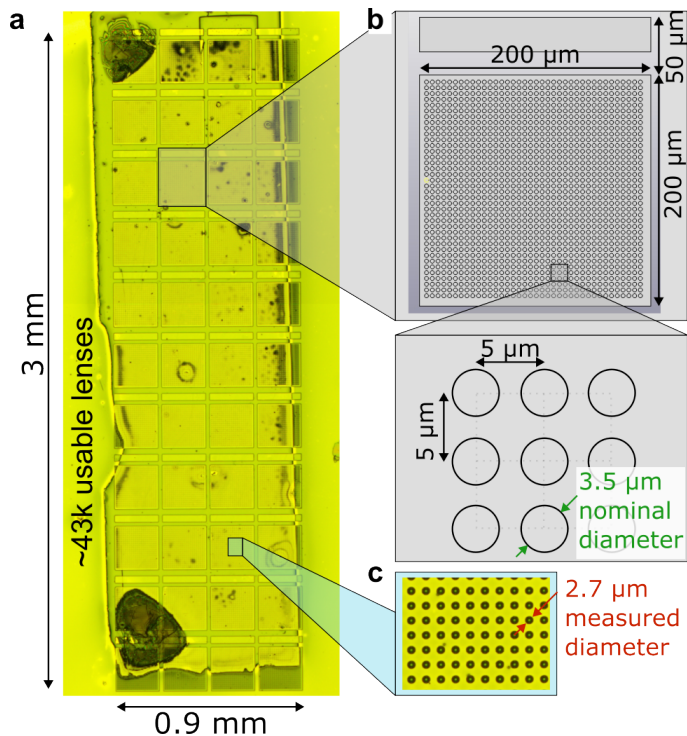 a
3 mm
~43k usable lenses
0.9 mm
b
200 µm
50 µm
200 µm
5 µm
5 µm
3.5 µm
nominal
diameter
c
2.7 µm
measured
diameter